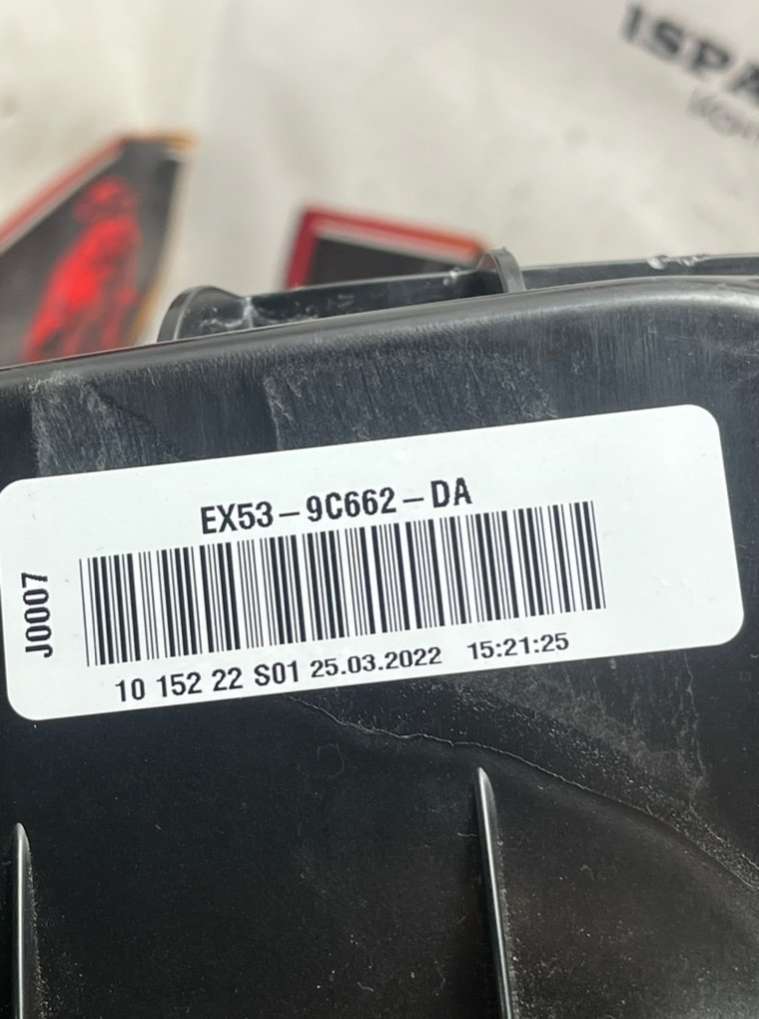 ISPA
EX53-9C662-DA
J0007
10 152 22 S01 25.03.2022 15:21:25